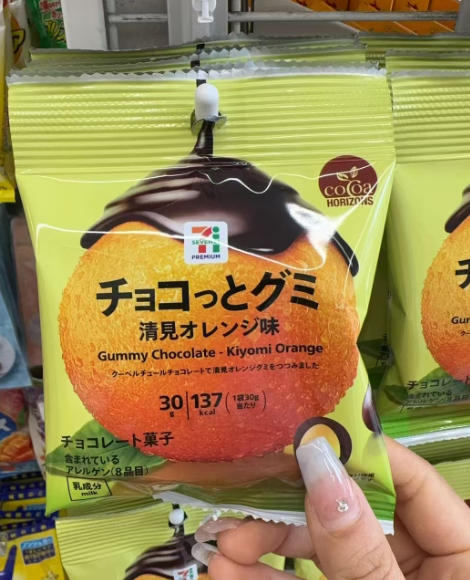 cocoa
HORIZONS
7
SEVEN
PREMIUM
チョコっとグミ
清見オレンジ味
Gummy Chocolate - Kiyomi Orange
クーベルチュールチョコレートで清見オレンジグミをつつみました
30g 137kcal (1袋30g当たり)
チョコレート菓子
含まれている
アレルゲン(8品目)
乳成分
milk